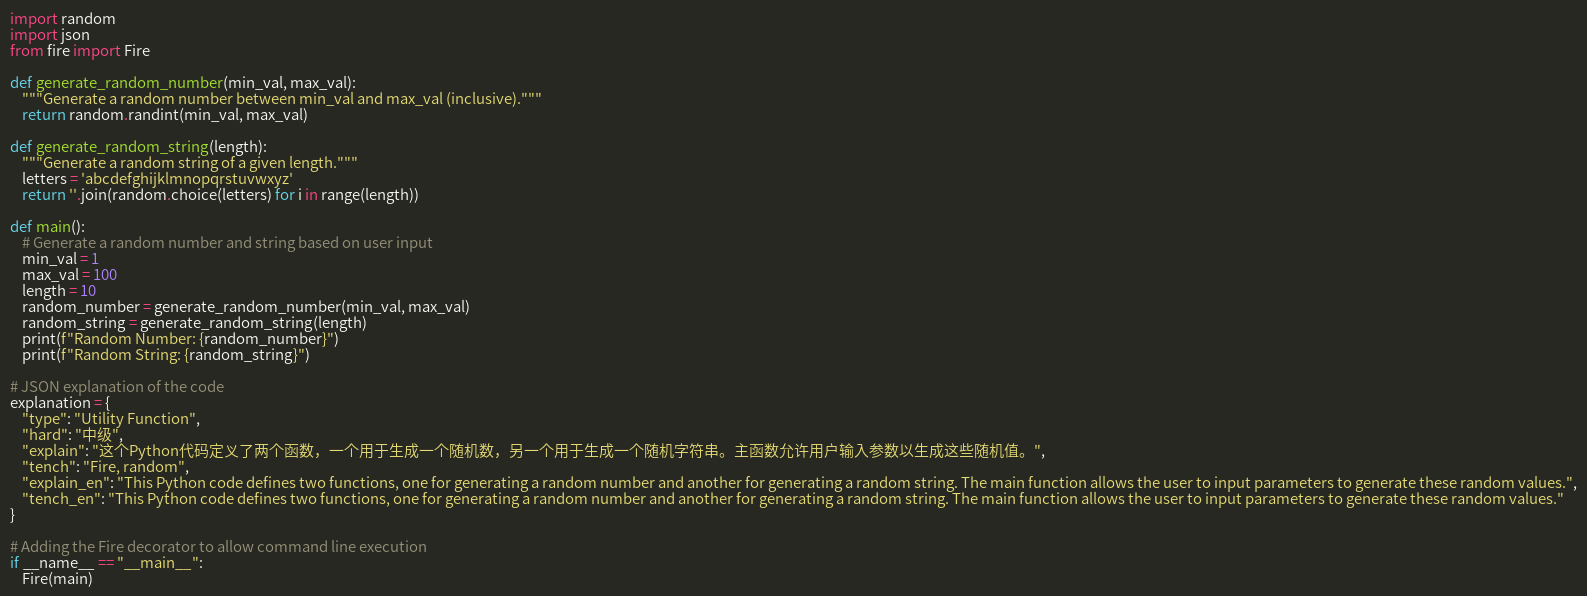 import random
import json
from fire import Fire

def generate_random_number(min_val, max_val):
    """Generate a random number between min_val and max_val (inclusive)."""
    return random.randint(min_val, max_val)

def generate_random_string(length):
    """Generate a random string of a given length."""
    letters = 'abcdefghijklmnopqrstuvwxyz'
    return ''.join(random.choice(letters) for i in range(length))

def main():
    # Generate a random number and string based on user input
    min_val = 1
    max_val = 100
    length = 10
    random_number = generate_random_number(min_val, max_val)
    random_string = generate_random_string(length)
    print(f"Random Number: {random_number}")
    print(f"Random String: {random_string}")

# JSON explanation of the code
explanation = {
    "type": "Utility Function",
    "hard": "中级",
    "explain": "这个Python代码定义了两个函数，一个用于生成一个随机数，另一个用于生成一个随机字符串。主函数允许用户输入参数以生成这些随机值。",
    "tench": "Fire, random",
    "explain_en": "This Python code defines two functions, one for generating a random number and another for generating a random string. The main function allows the user to input parameters to generate these random values.",
    "tench_en": "This Python code defines two functions, one for generating a random number and another for generating a random string. The main function allows the user to input parameters to generate these random values."
}

# Adding the Fire decorator to allow command line execution
if __name__ == "__main__":
    Fire(main)